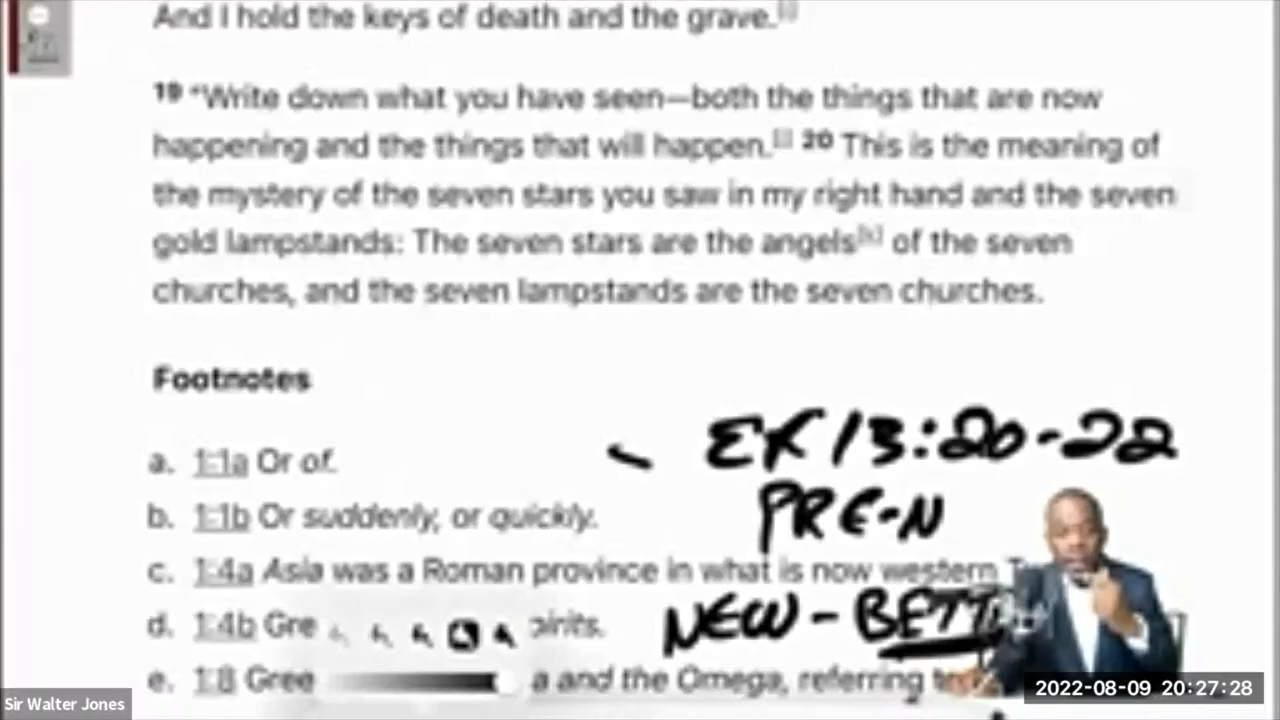 And I hold the keys of death and the grave.[i]
19 “Write down what you have seen—both the things that are now
happening and the things that will happen.[j] 20 This is the meaning of
the mystery of the seven stars you saw in my right hand and the seven
gold lampstands: The seven stars are the angels[k] of the seven
churches, and the seven lampstands are the seven churches.
Footnotes
EX 13:20-22
a. 1:1a Or of.
PRE-N
b. 1:1b Or suddenly, or quickly.
c. 1:4a Asia was a Roman province in what is now western T
NEW - BETT
d. 1:4b Gre pirits.
e. 1:8 Gree a and the Omega, referring to
Sir Walter Jones
2022-08-09 20:27:28